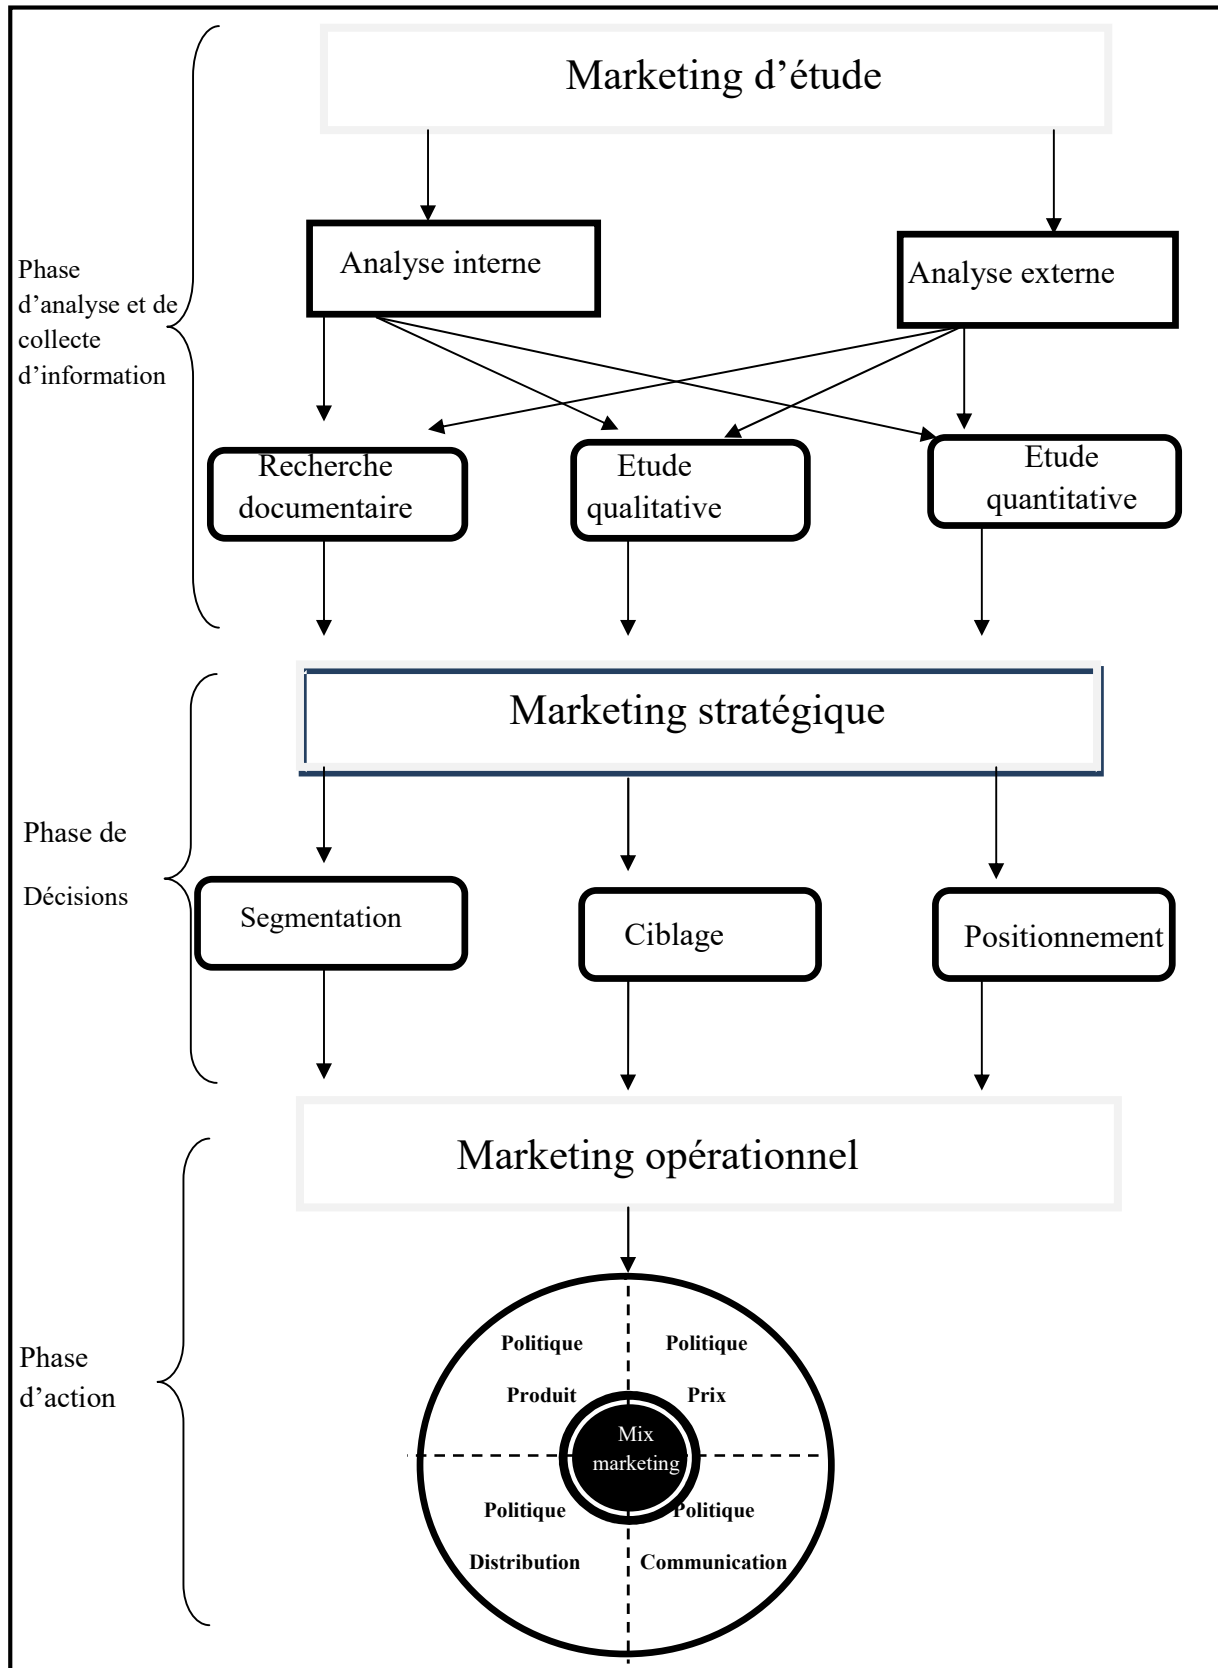 Marketing d’étude
Analyse interne
Analyse externe
Phase
d’analyse et de
collecte
d’information
Recherche
documentaire
Etude
qualitative
Etude
quantitative
Marketing stratégique
Phase de
Décisions
Segmentation
Ciblage
Positionnement
Marketing opérationnel
Phase
d’action
Politique
Produit
Politique
Prix
Mix
marketing
Politique
Distribution
Politique
Communication